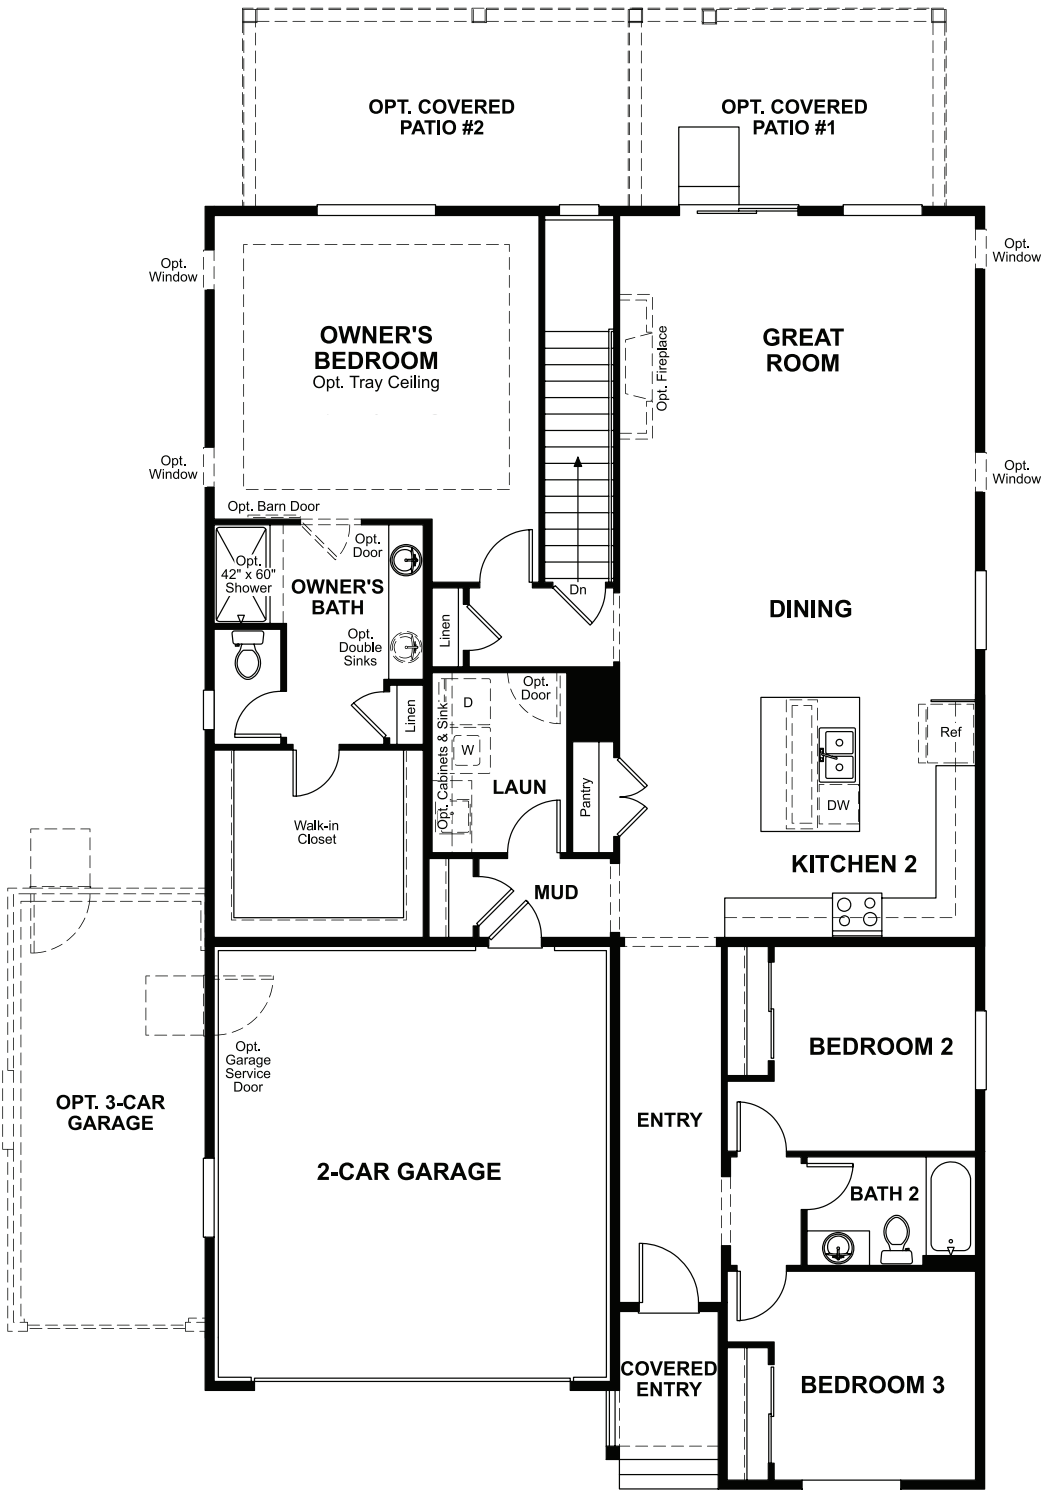 OPT. COVERED
PATIO #2
OPT. COVERED
PATIO #1
Opt.
Window
Opt.
Window
OWNER'S
BEDROOM
Opt. Tray Ceiling
Opt. Fireplace
GREAT
ROOM
Opt.
Window
Opt.
Window
Opt. Barn Door
Opt.
Door
Opt.
42" x 60"
Shower
OWNER'S
BATH
Dn
DINING
Linen
Opt.
Double
Sinks
Opt.
Door
D
Linen
Opt. Cabinets & Sink
W
LAUN
Pantry
Ref
DW
Walk-in
Closet
KITCHEN 2
MUD
Opt.
Garage
Service
Door
BEDROOM 2
OPT. 3-CAR
GARAGE
ENTRY
2-CAR GARAGE
BATH 2
COVERED
ENTRY
BEDROOM 3